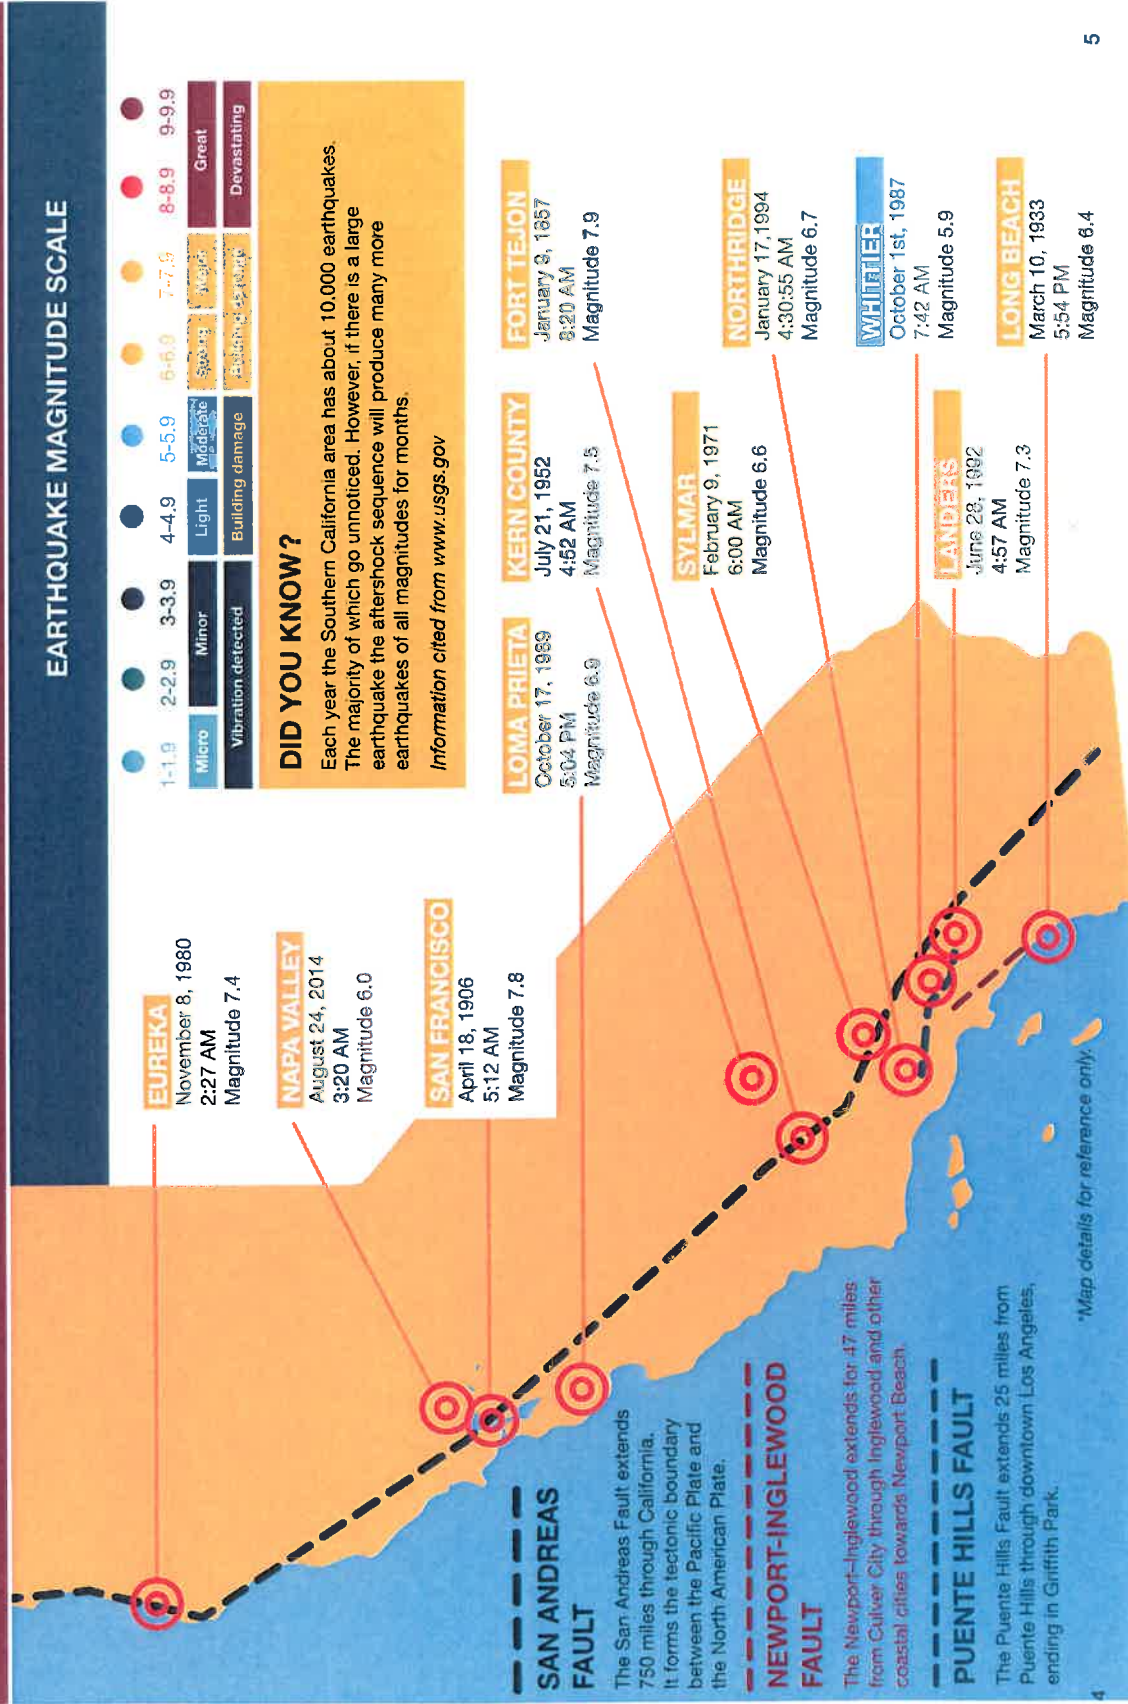 EARTHQUAKE MAGNITUDE SCALE
1-1.9 2-2.9 3-3.9 4-4.9 5-5.9 6-6.9 7-7.9 8-8.9 9-9.9
Micro Minor Light Moderate Strong Major Great
Vibration detected Building damage Building damage Devastating
DID YOU KNOW?
Each year the Southern California area has about 10,000 earthquakes.
The majority of which go unnoticed. However, if there is a large
earthquake the aftershock sequence will produce many more
earthquakes of all magnitudes for months.
Information cited from www.usgs.gov
EUREKA
November 8, 1980
2:27 AM
Magnitude 7.4
NAPA VALLEY
August 24, 2014
3:20 AM
Magnitude 6.0
SAN FRANCISCO
April 18, 1906
5:12 AM
Magnitude 7.8
LOMA PRIETA
October 17, 1989
5:04 PM
Magnitude 6.9
KERN COUNTY
July 21, 1952
4:52 AM
Magnitude 7.5
FORT TEJON
January 9, 1857
8:20 AM
Magnitude 7.9
SYLMAR
February 9, 1971
6:00 AM
Magnitude 6.6
NORTHRIDGE
January 17,1994
4:30:55 AM
Magnitude 6.7
WHITTIER
October 1st, 1987
7:42 AM
Magnitude 5.9
LANDERS
June 28, 1992
4:57 AM
Magnitude 7.3
LONG BEACH
March 10, 1933
5:54 PM
Magnitude 6.4
SAN ANDREAS
FAULT
The San Andreas Fault extends
750 miles through California.
It forms the tectonic boundary
between the Pacific Plate and
the North American Plate.
NEWPORT-INGLEWOOD
FAULT
The Newport-Inglewood extends for 47 miles
from Culver City through Inglewood and other
coastal cities towards Newport Beach.
PUENTE HILLS FAULT
The Puente Hills Fault extends 25 miles from
Puente Hills through downtown Los Angeles,
ending in Griffith Park.
*Map details for reference only.
4
5